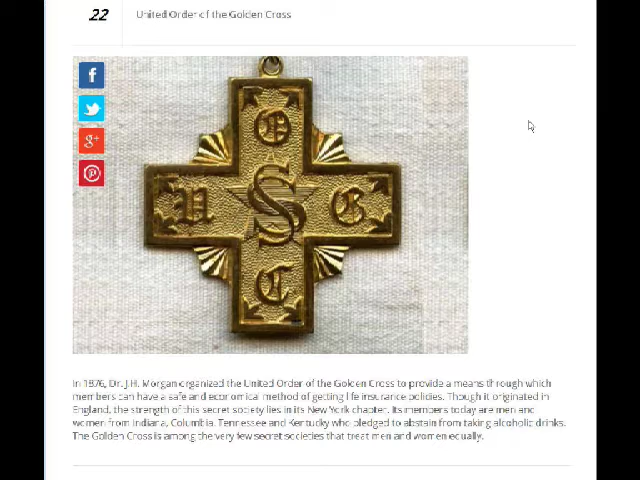 22
United Order of the Golden Cross
f
g+
O
U SS G
C
In 1876, Dr. J.H. Morgan organized the United Order of the Golden Cross to provide a means through which
members can have a safe and economical method of getting life insurance policies. Though it originated in
England, the strength of this secret society lies in its New York chapter. Its members today are men and
women from Indiana, Columbia, Tennessee and Kentucky who pledged to abstain from taking alcoholic drinks.
The Golden Cross is among the very few secret societies that treat men and women equally.